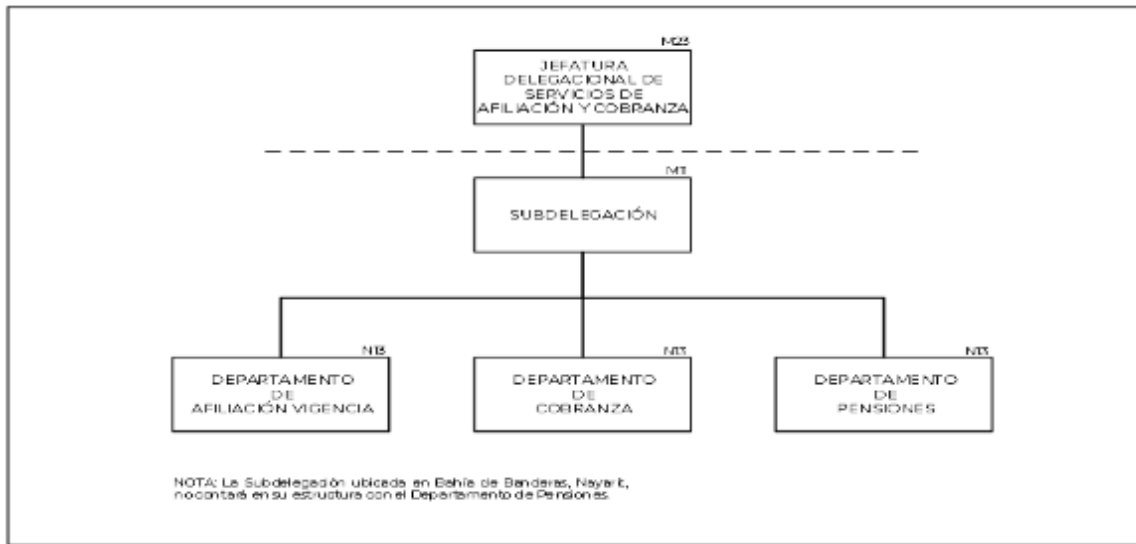 M23
JEFATURA
DELEGACIONAL DE
SERVICIOS DE
AFILIACIÓN Y COBRANZA
M11
SUBDELEGACIÓN
N13
DEPARTAMENTO
DE
AFILIACIÓN VIGENCIA
N13
DEPARTAMENTO
DE
COBRANZA
N13
DEPARTAMENTO
DE
PENSIONES
NOTA: La Subdelegación ubicada en Bahía de Banderas, Nayarit,
no contará en su estructura con el Departamento de Pensiones.